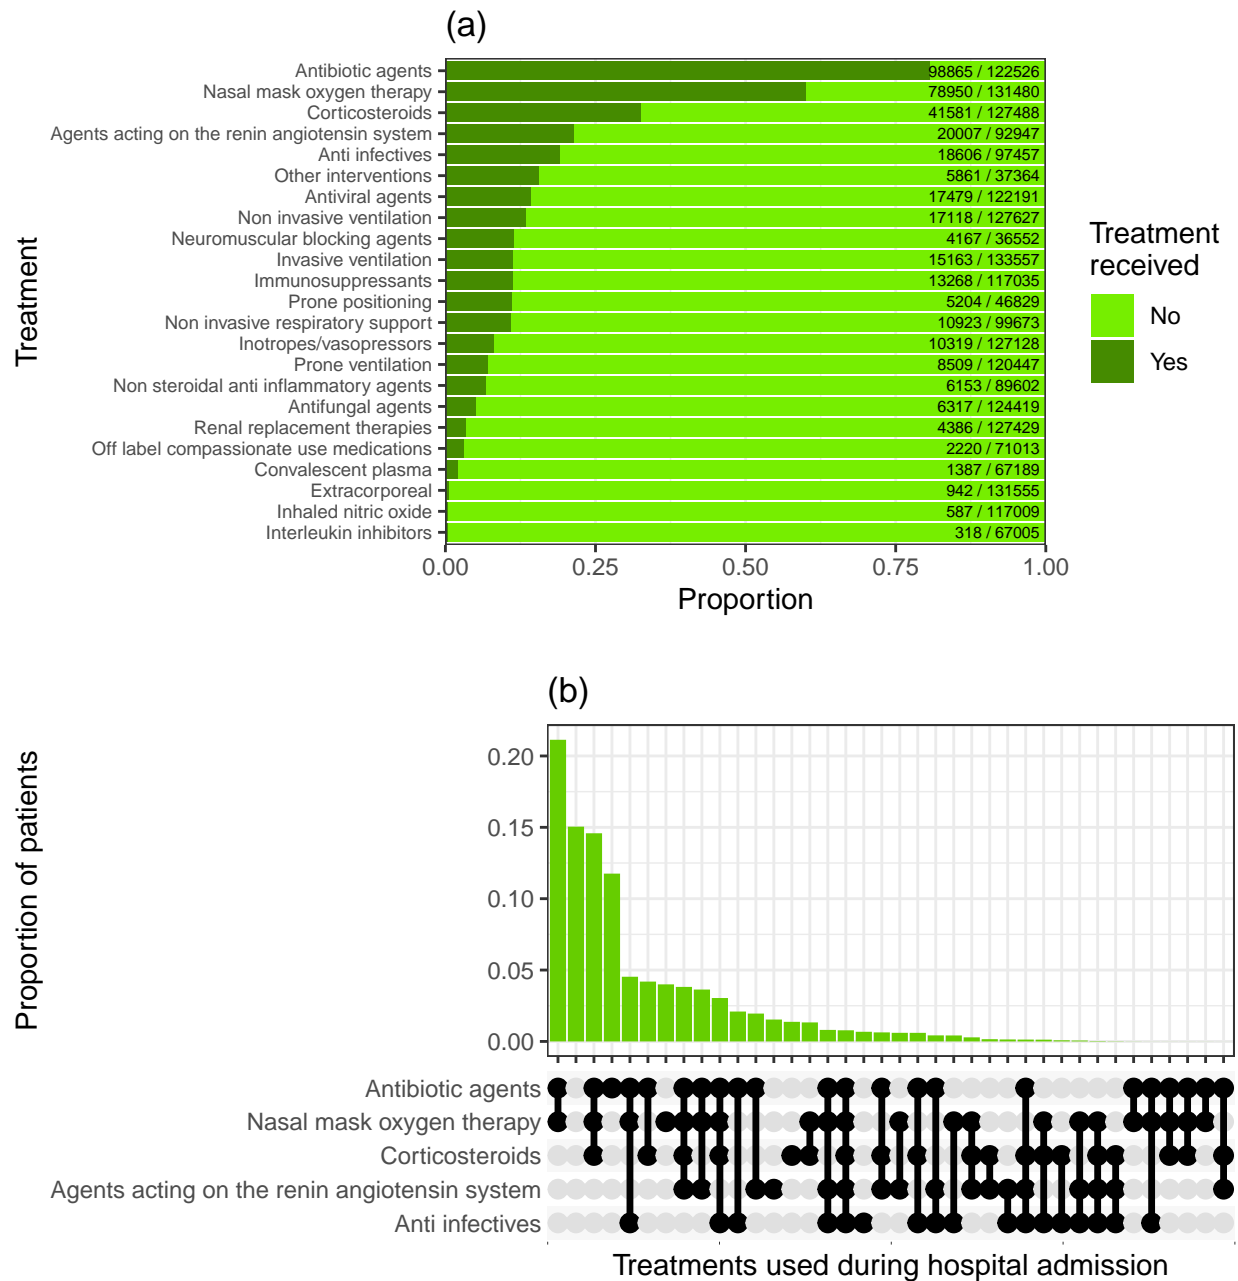 (a)
Treatment
Antibiotic agents 98865 / 122526
Nasal mask oxygen therapy 78950 / 131480
Corticosteroids 41581 / 127488
Agents acting on the renin angiotensin system 20007 / 92947
Anti infectives 18606 / 97457
Other interventions 5861 / 37364
Antiviral agents 17479 / 122191
Non invasive ventilation 17118 / 127627
Neuromuscular blocking agents 4167 / 36552
Invasive ventilation 15163 / 133557
Immunosuppressants 13268 / 117035
Prone positioning 5204 / 46829
Non invasive respiratory support 10923 / 99673
Inotropes/vasopressors 10319 / 127128
Prone ventilation 8509 / 120447
Non steroidal anti inflammatory agents 6153 / 89602
Antifungal agents 6317 / 124419
Renal replacement therapies 4386 / 127429
Off label compassionate use medications 2220 / 71013
Convalescent plasma 1387 / 67189
Extracorporeal 942 / 131555
Inhaled nitric oxide 587 / 117009
Interleukin inhibitors 318 / 67005
0.00 0.25 0.50 0.75 1.00
Proportion
Treatment
received
No
Yes
(b)
Proportion of patients
0.20
0.15
0.10
0.05
0.00
Antibiotic agents
Nasal mask oxygen therapy
Corticosteroids
Agents acting on the renin angiotensin system
Anti infectives
Treatments used during hospital admission